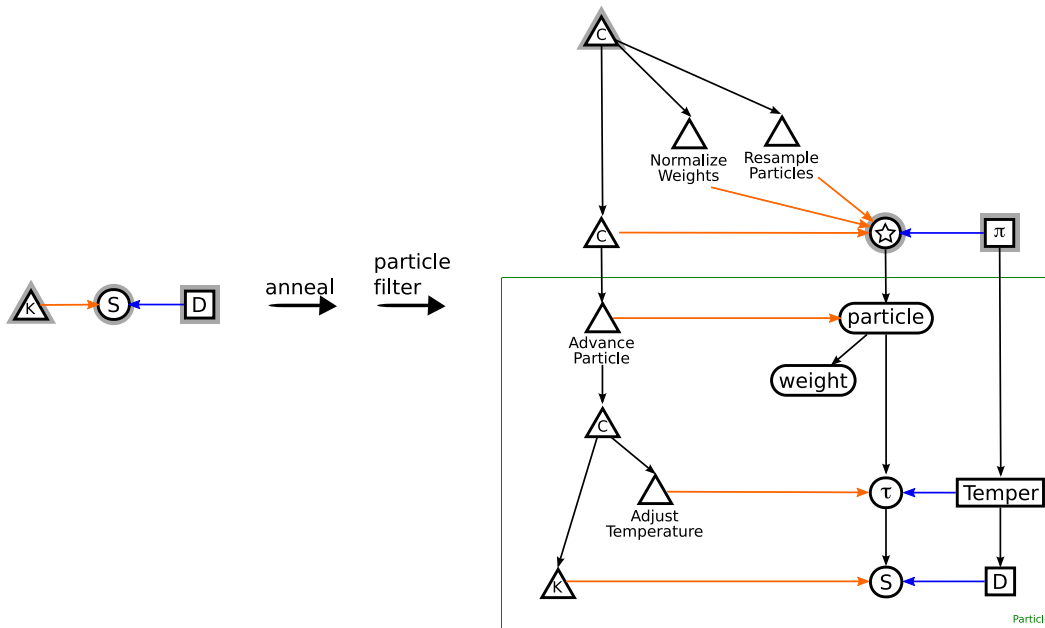 C
Normalize
Weights
Resample
Particles
C
π
K
S
D
anneal
particle
filter
Advance
Particle
particle
weight
C
Adjust
Temperature
τ
Temper
K
S
D
Particl